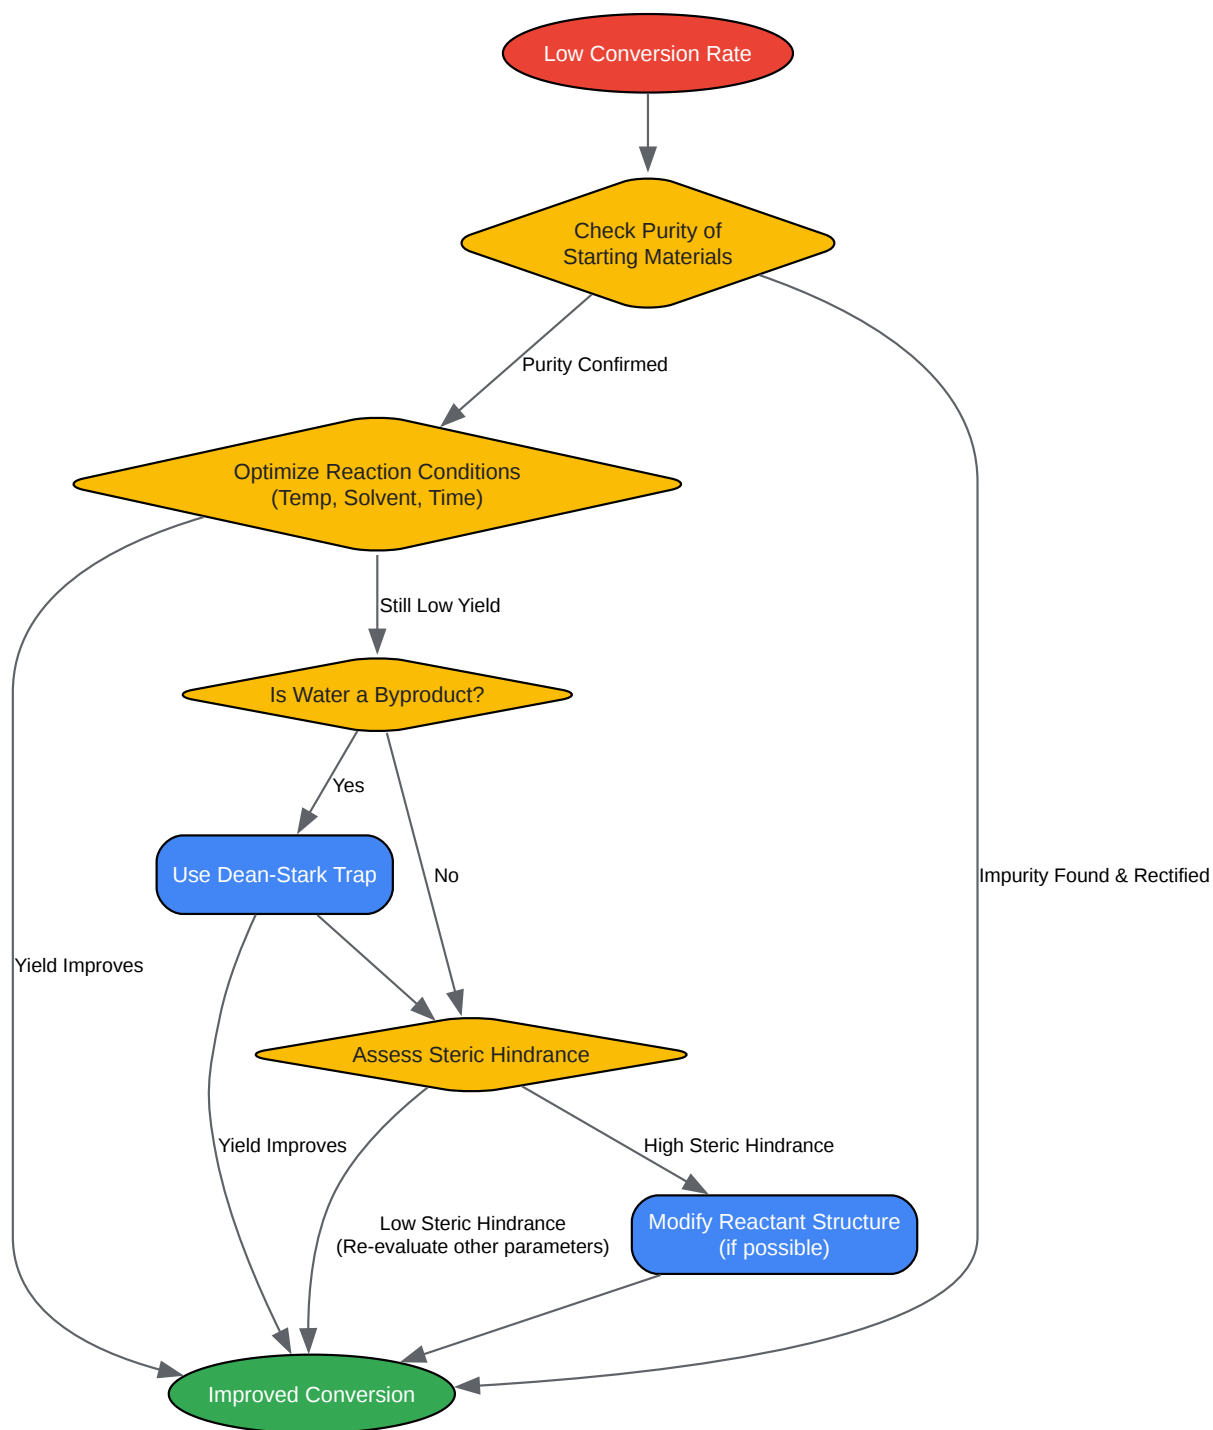 Low Conversion Rate
Check Purity of
Starting Materials
Purity Confirmed
Optimize Reaction Conditions
(Temp, Solvent, Time)
Still Low Yield
Is Water a Byproduct?
Yes
Use Dean-Stark Trap
No
Impurity Found & Rectified
Yield Improves
Assess Steric Hindrance
Yield Improves
High Steric Hindrance
Low Steric Hindrance
(Re-evaluate other parameters)
Modify Reactant Structure
(if possible)
Improved Conversion